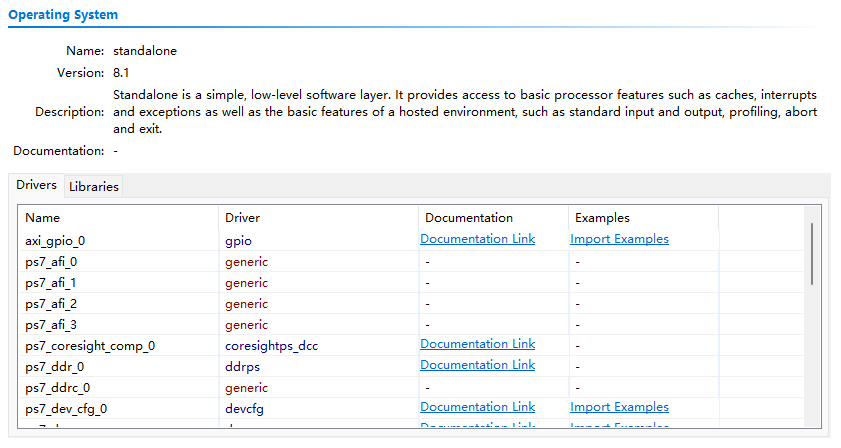 Operating System
Name: standalone
Version: 8.1
Description: Standalone is a simple, low-level software layer. It provides access to basic processor features such as caches, interrupts
and exceptions as well as the basic features of a hosted environment, such as standard input and output, profiling, abort
and exit.
Documentation: -
Drivers Libraries
Name Driver Documentation Examples
axi_gpio_0 gpio Documentation Link Import Examples
ps7_afi_0 generic - -
ps7_afi_1 generic - -
ps7_afi_2 generic - -
ps7_afi_3 generic - -
ps7_coresight_comp_0 coresightps_dcc Documentation Link -
ps7_ddr_0 ddrps Documentation Link -
ps7_ddrc_0 generic - -
ps7_dev_cfg_0 devcfg Documentation Link Import Examples